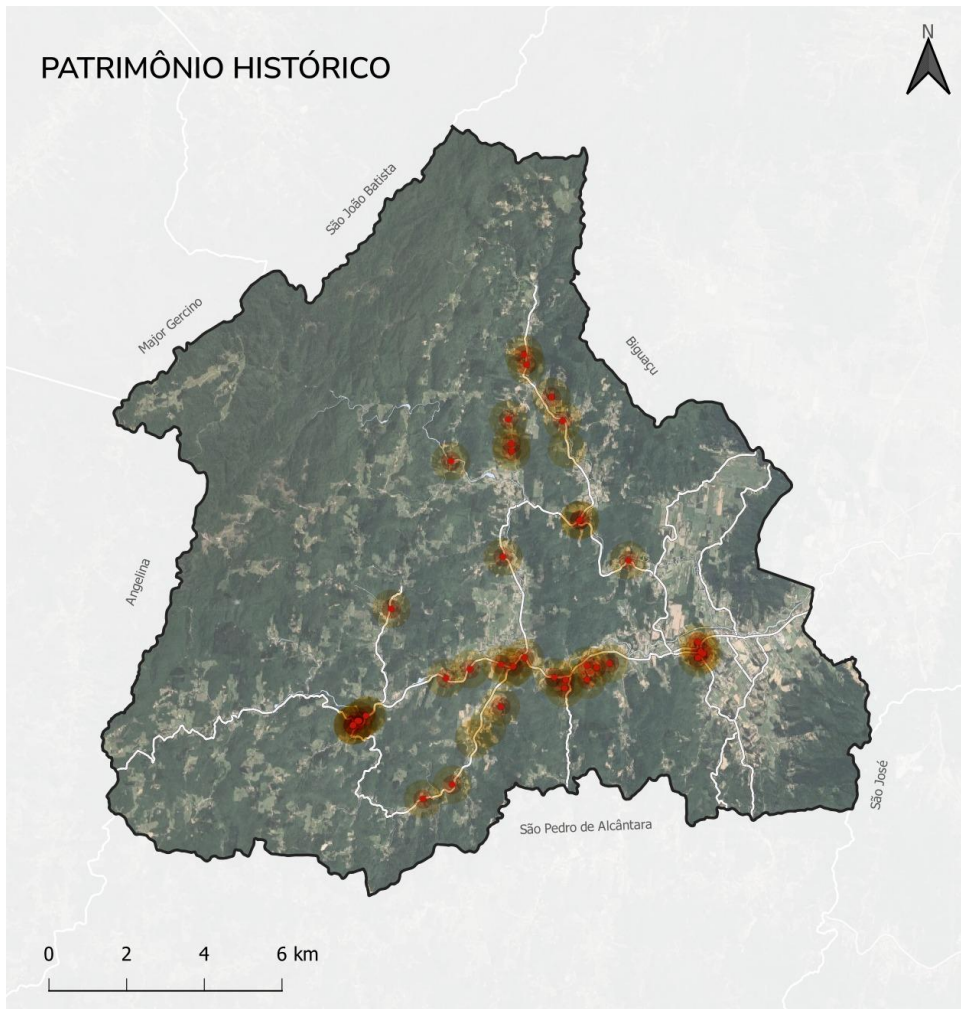 N
PATRIMÔNIO HISTÓRICO
São João Batista
Major Gercino
Biguaçu
Angelina
São José
São Pedro de Alcântara
0 2 4 6 km